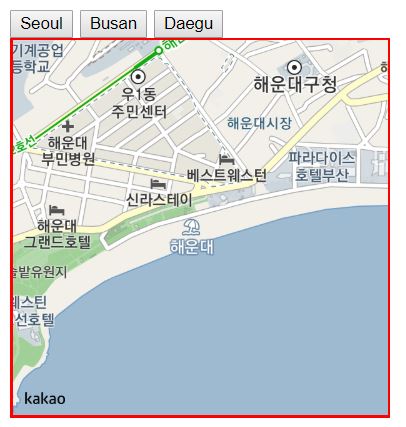 Seoul Busan Daegu
기계공업
등학교
해운
호선
우1동
주민센터
해운대구청
해운대시장
해운대
부민병원
베스트웨스턴
파라다이스
호텔부산
신라스테이
해운대
그랜드호텔
해운대
솔밭유원지
웨스틴
선호텔
kakao